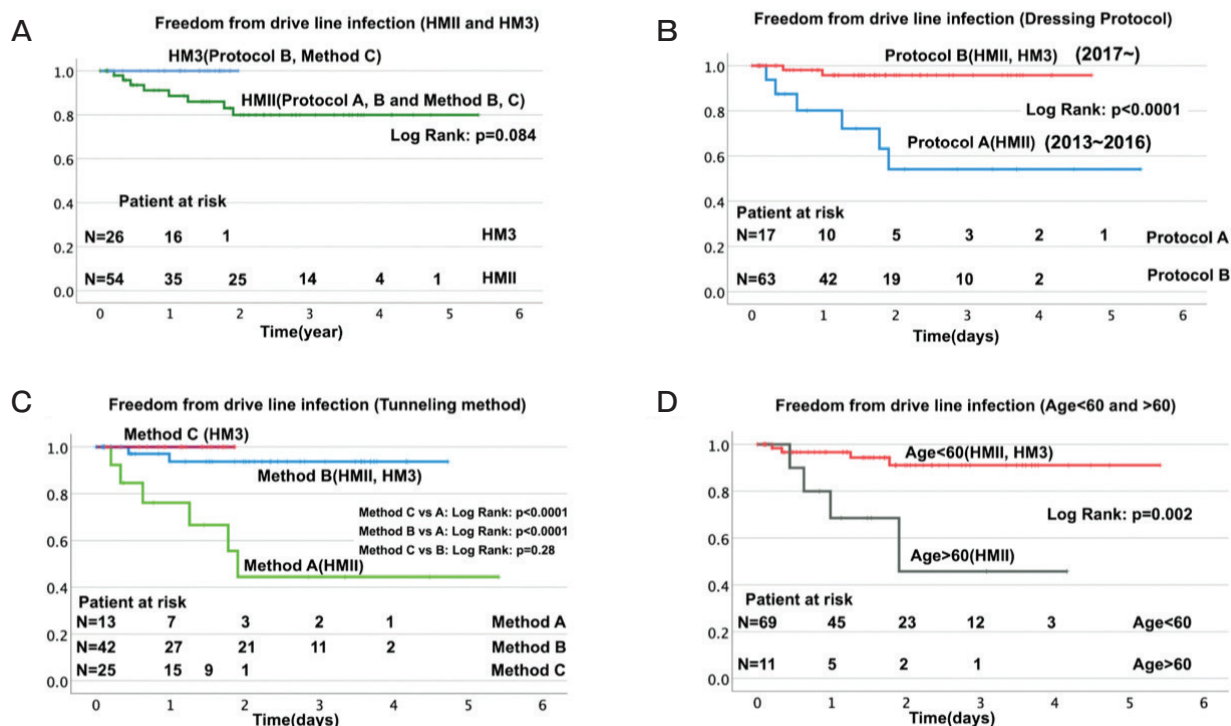 A
Freedom from drive line infection (HMII and HM3)
HM3(Protocol B, Method C)
1.0
HMII(Protocol A, B and Method B, C)
0.8
Log Rank: p=0.084
0.6
0.4
Patient at risk
N=26 16 1 HM3
0.2
N=54 35 25 14 4 1 HMII
0.0
0 1 2 3 4 5 6
Time(year)
B
Freedom from drive line infection (Dressing Protocol)
Protocol B(HMII, HM3) (2017~)
1.0
Log Rank: p<0.0001
0.8
Protocol A(HMII) (2013~2016)
0.6
0.4
Patient at risk
N=17 10 5 3 2 1 Protocol A
0.2
N=63 42 19 10 2 Protocol B
0.0
0 1 2 3 4 5 6
Time(days)
C
Freedom from drive line infection (Tunneling method)
Method C (HM3)
1.0
Method B(HMII, HM3)
0.8
Method C vs A: Log Rank: p<0.0001
Method B vs A: Log Rank: p<0.0001
Method C vs B: Log Rank: p=0.28
0.6
Method A(HMII)
0.4
Patient at risk
N=13 7 3 2 1 Method A
0.2
N=42 27 21 11 2 Method B
N=25 15 9 1 Method C
0.0
0 1 2 3 4 5 6
Time(days)
D
Freedom from drive line infection (Age<60 and >60)
1.0
Age<60(HMII, HM3)
0.8
Log Rank: p=0.002
0.6
Age>60(HMII)
0.4
Patient at risk
N=69 45 23 12 3 Age<60
0.2
N=11 5 2 1 Age>60
0.0
0 1 2 3 4 5 6
Time(days)